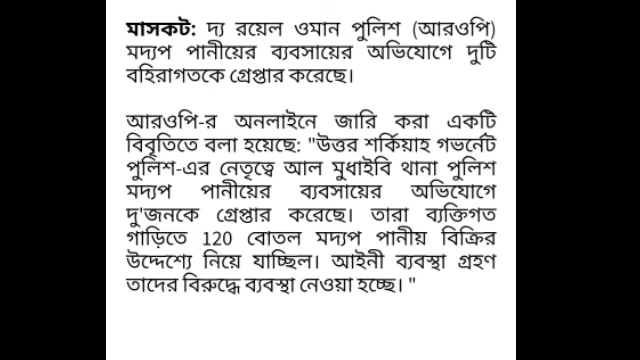 মাসকট: দ্য রয়েল ওমান পুলিশ (আরওপি)
মদ্যপ পানীয়ের ব্যবসায়ের অভিযোগে দুটি
বহিরাগতকে গ্রেপ্তার করেছে।
আরওপি-র অনলাইনে জারি করা একটি
বিবৃতিতে বলা হয়েছে: "উত্তর শর্কিয়াহ গভর্নেট
পুলিশ-এর নেতৃত্বে আল মুধাইবি থানা পুলিশ
মদ্যপ পানীয়ের ব্যবসায়ের অভিযোগে
দু'জনকে গ্রেপ্তার করেছে। তারা ব্যক্তিগত
গাড়িতে 120 বোতল মদ্যপ পানীয় বিক্রির
উদ্দেশ্যে নিয়ে যাচ্ছিল। আইনী ব্যবস্থা গ্রহণ
তাদের বিরুদ্ধে ব্যবস্থা নেওয়া হচ্ছে। "